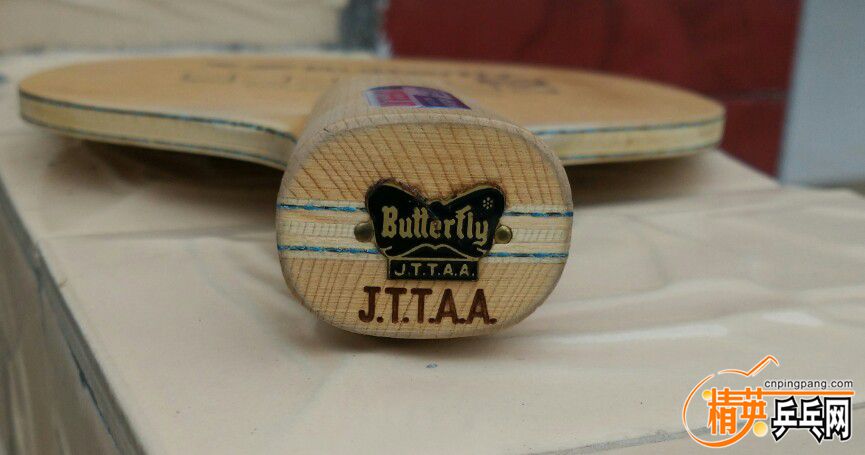 Butterfly
J.T.T.A.A.
J.T.T.A.A.
cnpingpang.com
精英乒乓网